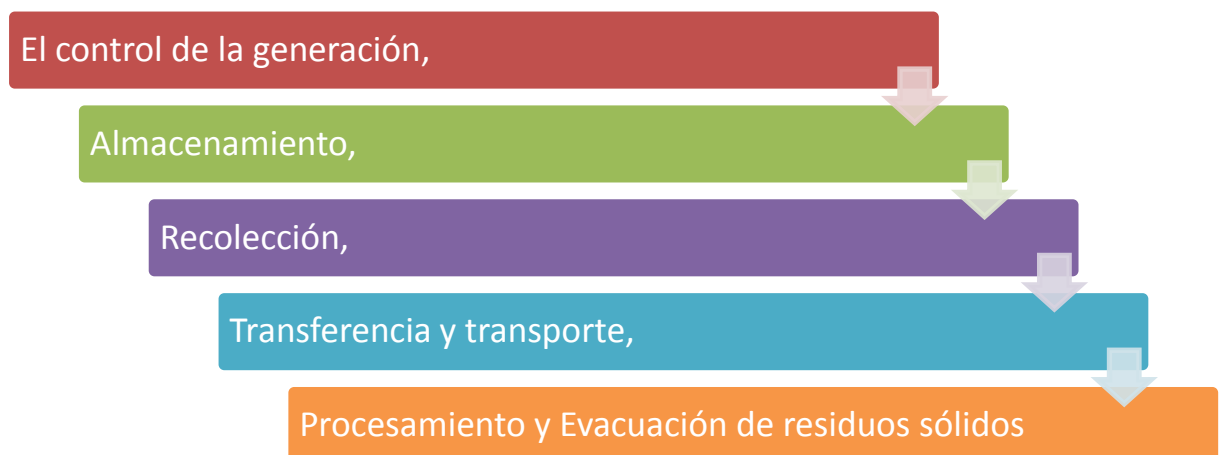 El control de la generación,
Almacenamiento,
Recolección,
Transferencia y transporte,
Procesamiento y Evacuación de residuos sólidos